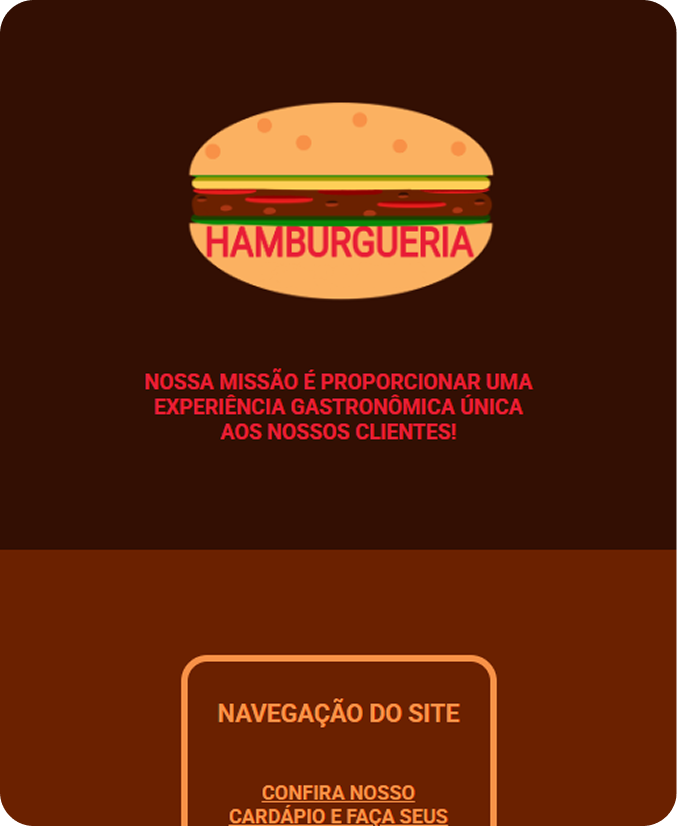 HAMBURGUERIA
NOSSA MISSÃO É PROPORCIONAR UMA
EXPERIÊNCIA GASTRONÔMICA ÚNICA
AOS NOSSOS CLIENTES!
NAVEGAÇÃO DO SITE
CONFIRA NOSSO
CARDÁPIO E FAÇA SEUS